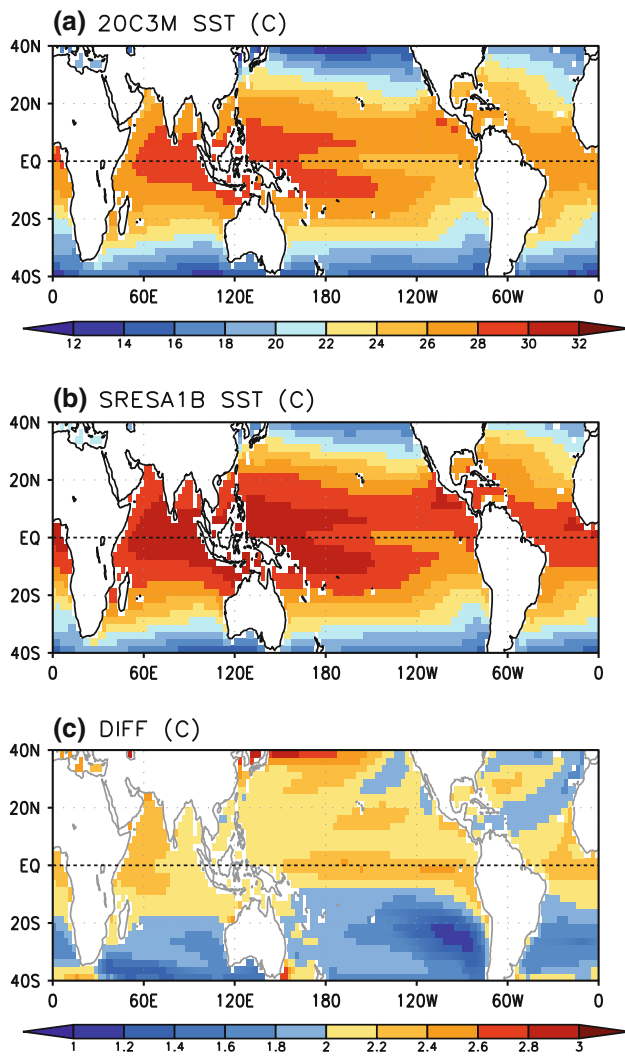 (a) 20C3M SST (C)
40N
20N
EQ
20S
40S
0 60E 120E 180 120W 60W 0
12 14 16 18 20 22 24 26 28 30 32
(b) SRESA1B SST (C)
40N
20N
EQ
20S
40S
0 60E 120E 180 120W 60W 0
(c) DIFF (C)
40N
20N
EQ
20S
40S
0 60E 120E 180 120W 60W 0
1 1.2 1.4 1.6 1.8 2 2.2 2.4 2.6 2.8 3